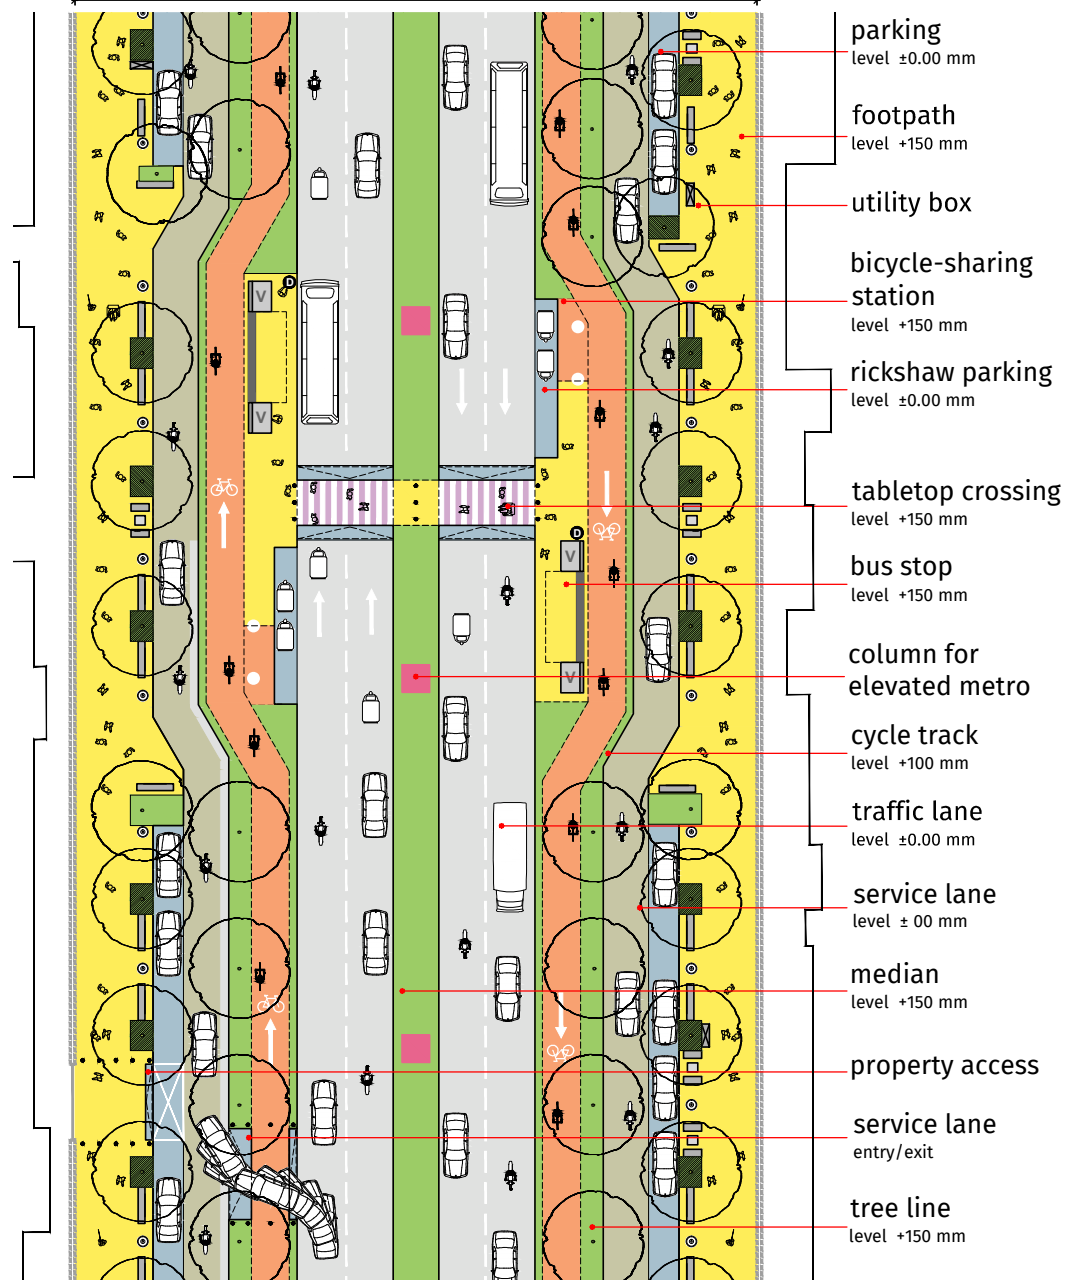 parking
level ±0.00 mm
footpath
level +150 mm
utility box
bicycle-sharing
station
level +150 mm
rickshaw parking
level ±0.00 mm
tabletop crossing
level +150 mm
bus stop
level +150 mm
column for
elevated metro
cycle track
level +100 mm
traffic lane
level ±0.00 mm
service lane
level ± 00 mm
median
level +150 mm
property access
service lane
entry/exit
tree line
level +150 mm
D
V
V
D
V
V